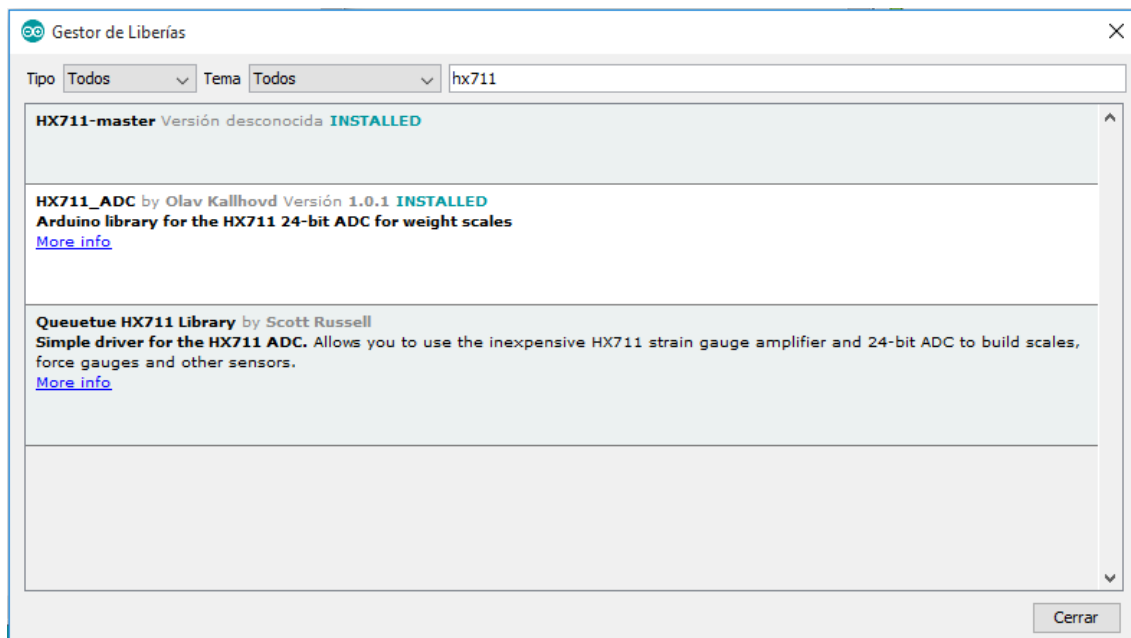 Gestor de Liberías
Tipo Todos Tema Todos hx711
HX711-master Versión desconocida INSTALLED
HX711_ADC by Olav Kallhovd Versión 1.0.1 INSTALLED
Arduino library for the HX711 24-bit ADC for weight scales
More info
Queuetue HX711 Library by Scott Russell
Simple driver for the HX711 ADC. Allows you to use the inexpensive HX711 strain gauge amplifier and 24-bit ADC to build scales,
force gauges and other sensors.
More info
Cerrar